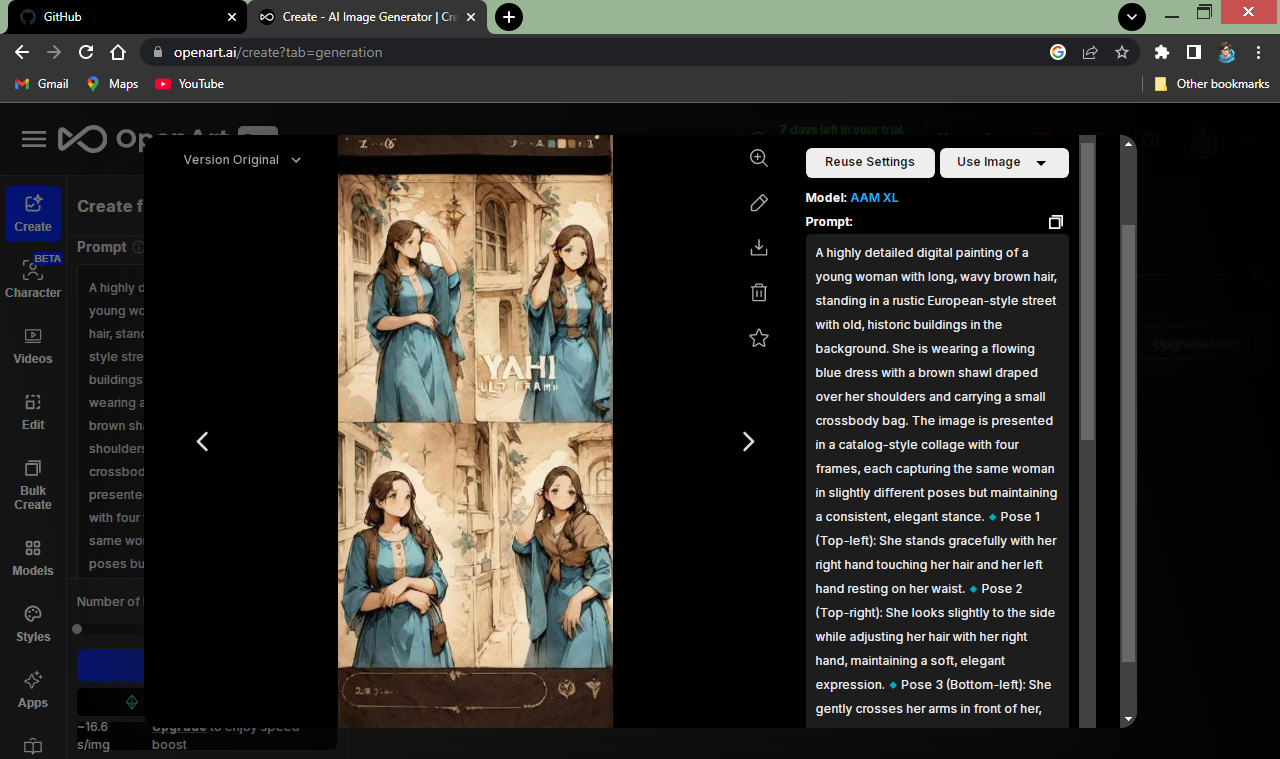 GitHub
Create - AI Image Generator | Cre
openart.ai/create?tab=generation
Gmail
Maps
YouTube
Other bookmarks
OpenArt
7 days left in your trial,
Version Original
Reuse Settings
Use Image
Model: AAM XL
Prompt:
A highly detailed digital painting of a
young woman with long, wavy brown hair,
standing in a rustic European-style street
with old, historic buildings in the
background. She is wearing a flowing
blue dress with a brown shawl draped
over her shoulders and carrying a small
crossbody bag. The image is presented
in a catalog-style collage with four
frames, each capturing the same woman
in slightly different poses but maintaining
a consistent, elegant stance. 🔹 Pose 1
(Top-left): She stands gracefully with her
right hand touching her hair and her left
hand resting on her waist. 🔹 Pose 2
(Top-right): She looks slightly to the side
while adjusting her hair with her right
hand, maintaining a soft, elegant
expression. 🔹 Pose 3 (Bottom-left): She
gently crosses her arms in front of her,
Create
BETA
Character
Videos
Edit
Bulk
Create
Models
Styles
Apps
Create f
Prompt
A highly d
young wo
hair, stand
style stre
buildings
wearing a
brown sha
shoulders
crossbod
presente
with four
same wo
poses bu
Number of
~16.6
s/img
Upgrade to enjoy speed
boost
YAHI
Upgrade Now